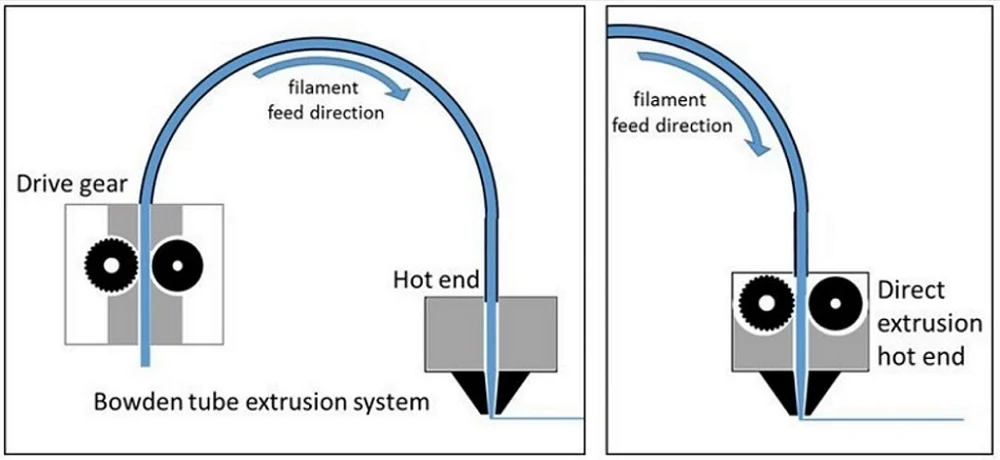 filament
feed direction
Drive gear
Hot end
Bowden tube extrusion system
filament
feed direction
Direct
extrusion
hot end